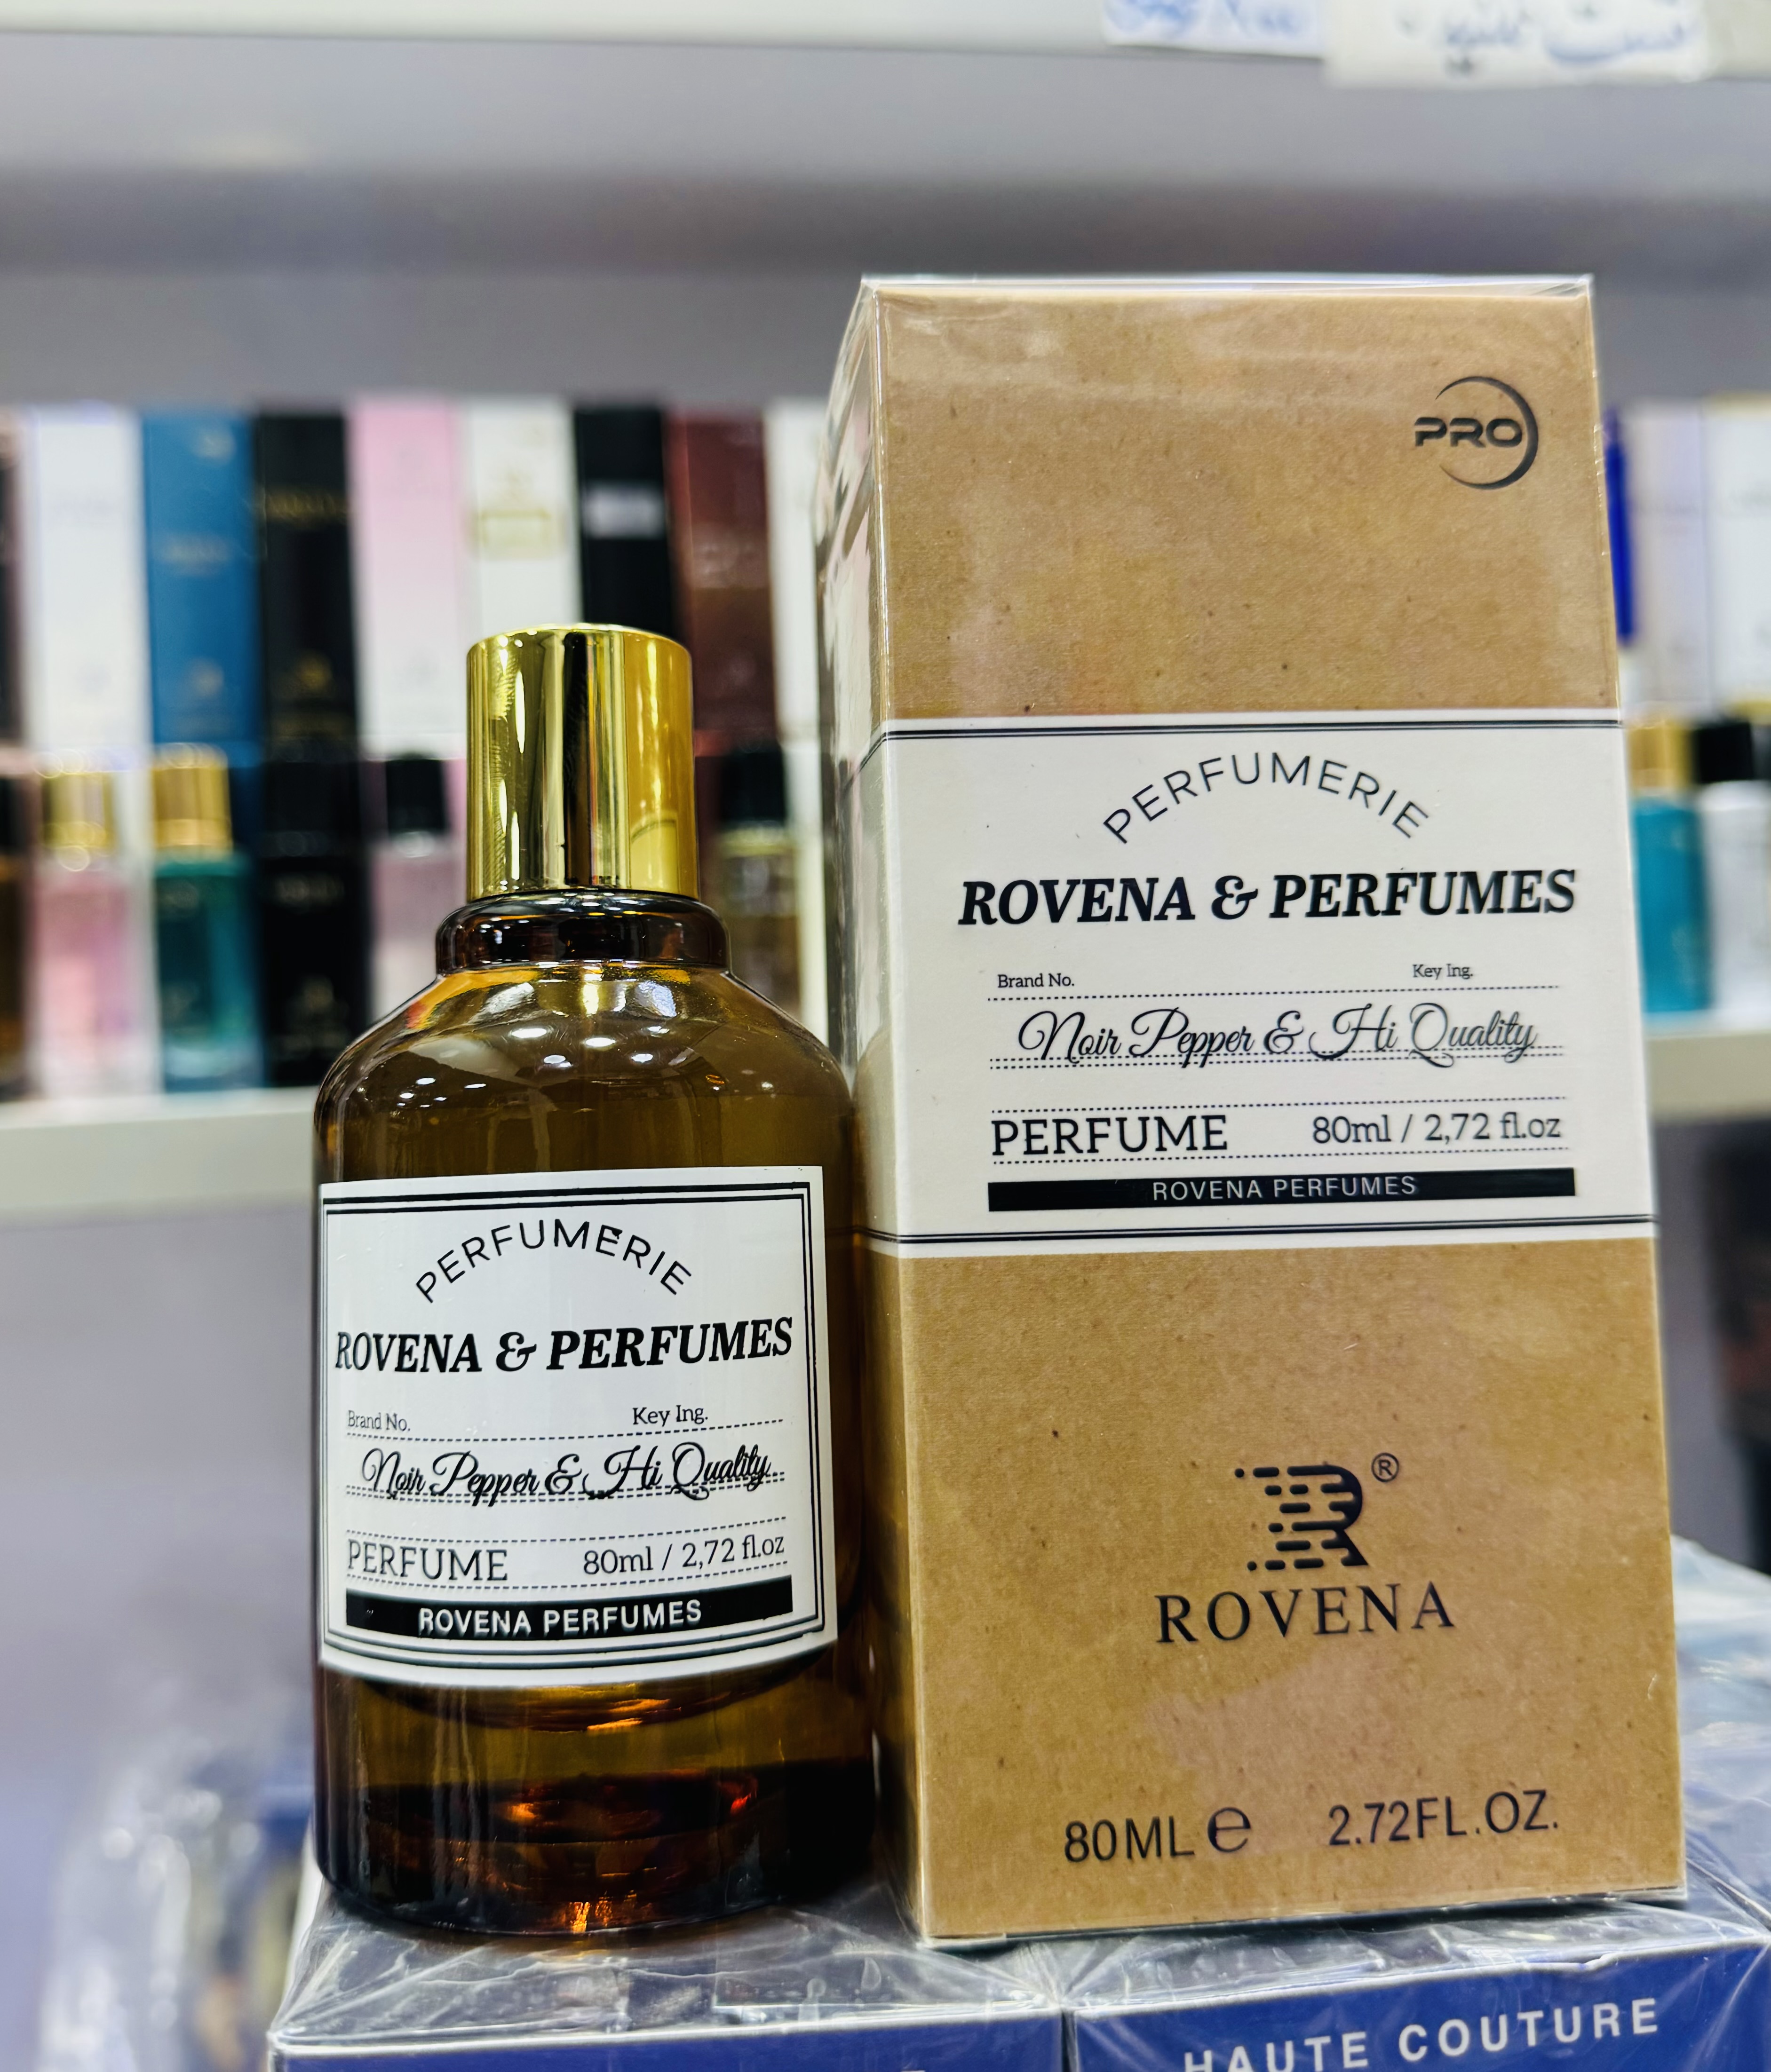 PERFUMERIE
ROVENA & PERFUMES
Brand No. Key Ing.
Noir Pepper & Hi Quality
PERFUME 80ml / 2,72 fl.oz
ROVENA PERFUMES
PRO
PERFUMERIE
ROVENA & PERFUMES
Brand No. Key Ing.
Noir Pepper & Hi Quality
PERFUME 80ml / 2,72 fl.oz
ROVENA PERFUMES
R®
ROVENA
80ML e 2.72FL.OZ.
HAUTE COUTURE